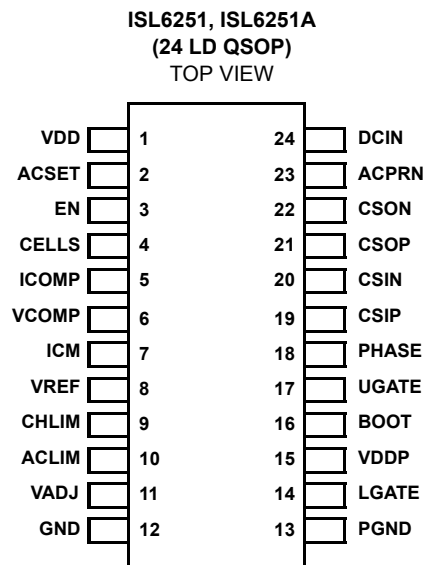 ISL6251, ISL6251A
(24 LD QSOP)
TOP VIEW
VDD 1 24 DCIN
ACSET 2 23 ACPRN
EN 3 22 CSON
CELLS 4 21 CSOP
ICOMP 5 20 CSIN
VCOMP 6 19 CSIP
ICM 7 18 PHASE
VREF 8 17 UGATE
CHLIM 9 16 BOOT
ACLIM 10 15 VDDP
VADJ 11 14 LGATE
GND 12 13 PGND